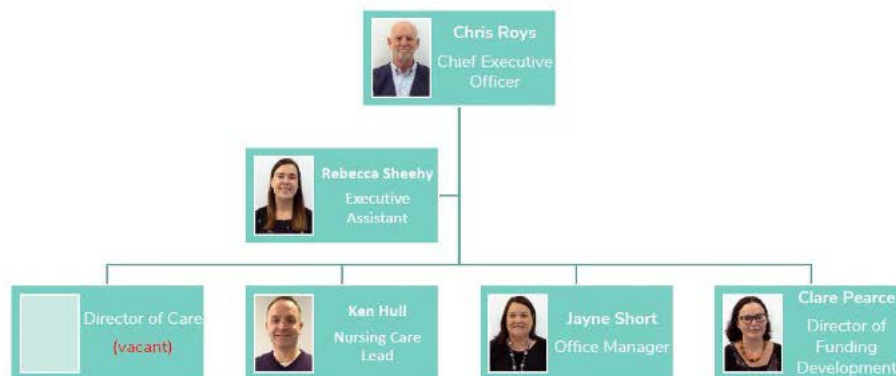 Chris Roys
Chief Executive
Officer
Rebecca Sheehy
Executive
Assistant
Director of Care
(vacant)
Ken Hull
Nursing Care
Lead
Jayne Short
Office Manager
Clare Pearce
Director of
Funding
Development